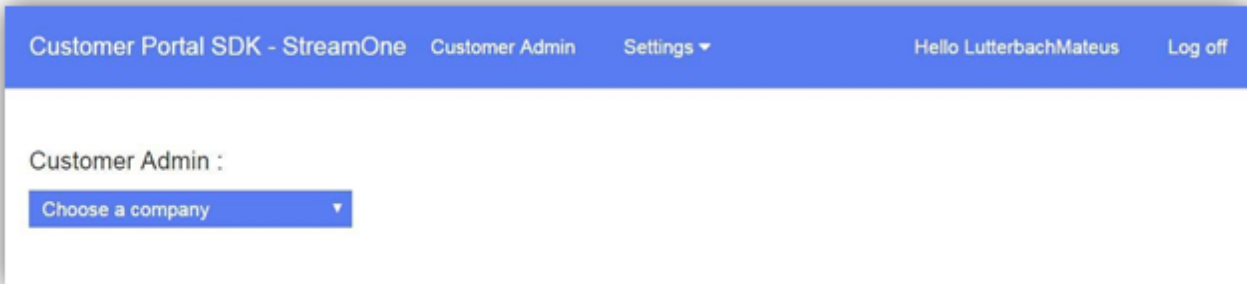 Customer Portal SDK - StreamOne Customer Admin Settings Hello LutterbachMateus Log off
Customer Admin :
Choose a company